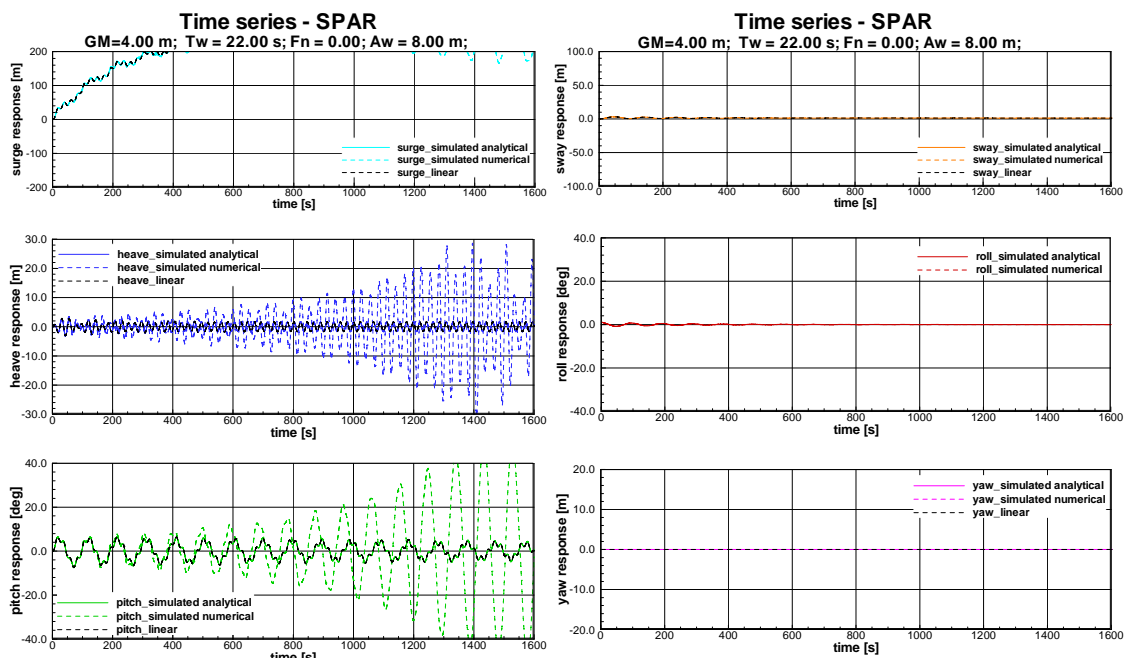 Time series - SPAR
GM=4.00 m; Tw = 22.00 s; Fn = 0.00; Aw = 8.00 m;
surge response [m]
200
100
0
-100
-200
surge_simulated analytical
surge_simulated numerical
surge_linear
0 200 400 600 800 1000 1200 1400 1600
time [s]
heave response [m]
30.0
20.0
10.0
0.0
-10.0
-20.0
-30.0
heave_simulated analytical
heave_simulated numerical
heave_linear
0 200 400 600 800 1000 1200 1400 1600
time [s]
pitch response [deg]
40.0
20.0
0.0
-20.0
-40.0
pitch_simulated analytical
pitch_simulated numerical
pitch_linear
0 200 400 600 800 1000 1200 1400 1600
time [s]
Time series - SPAR
GM=4.00 m; Tw = 22.00 s; Fn = 0.00; Aw = 8.00 m;
sway response [m]
100.0
50.0
0.0
-50.0
-100.0
sway_simulated analytical
sway_simulated numerical
sway_linear
0 200 400 600 800 1000 1200 1400 1600
time [s]
roll response [deg]
40.0
20.0
0.0
-20.0
-40.0
roll_simulated analytical
roll_simulated numerical
0 200 400 600 800 1000 1200 1400 1600
time [s]
yaw response [m]
20.0
10.0
0.0
-10.0
-20.0
yaw_simulated analytical
yaw_simulated numerical
yaw_linear
0 200 400 600 800 1000 1200 1400 1600
time [s]